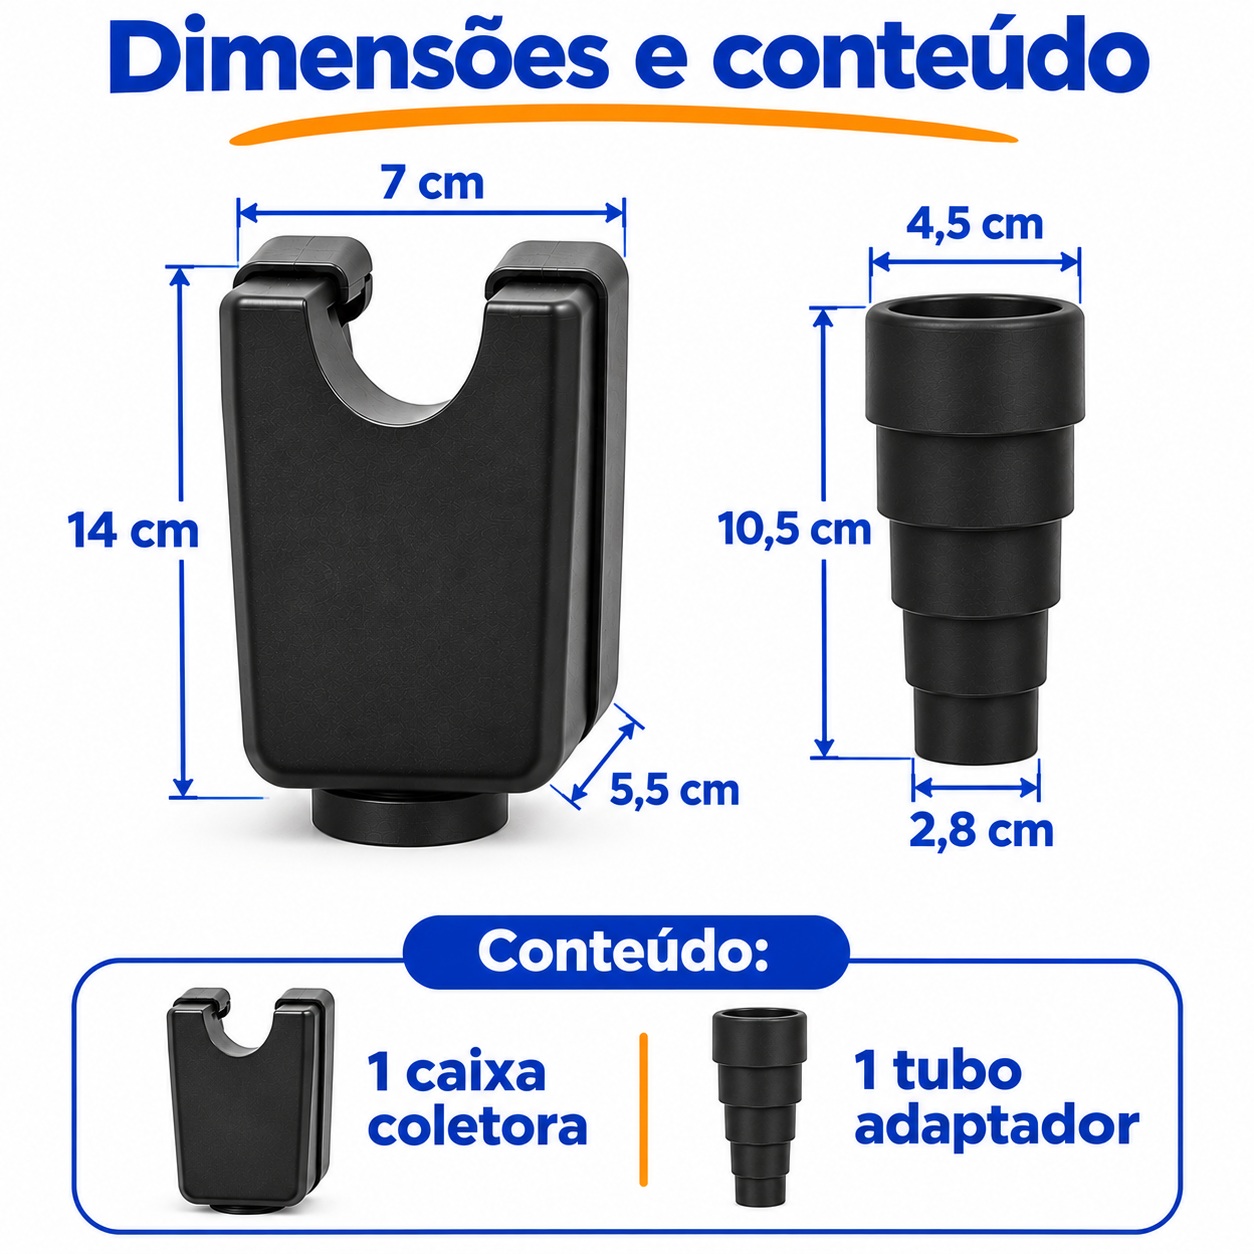 Dimensões e conteúdo
7 cm
4,5 cm
14 cm
10,5 cm
5,5 cm
2,8 cm
Conteúdo:
1 caixa
coletora
1 tubo
adaptador